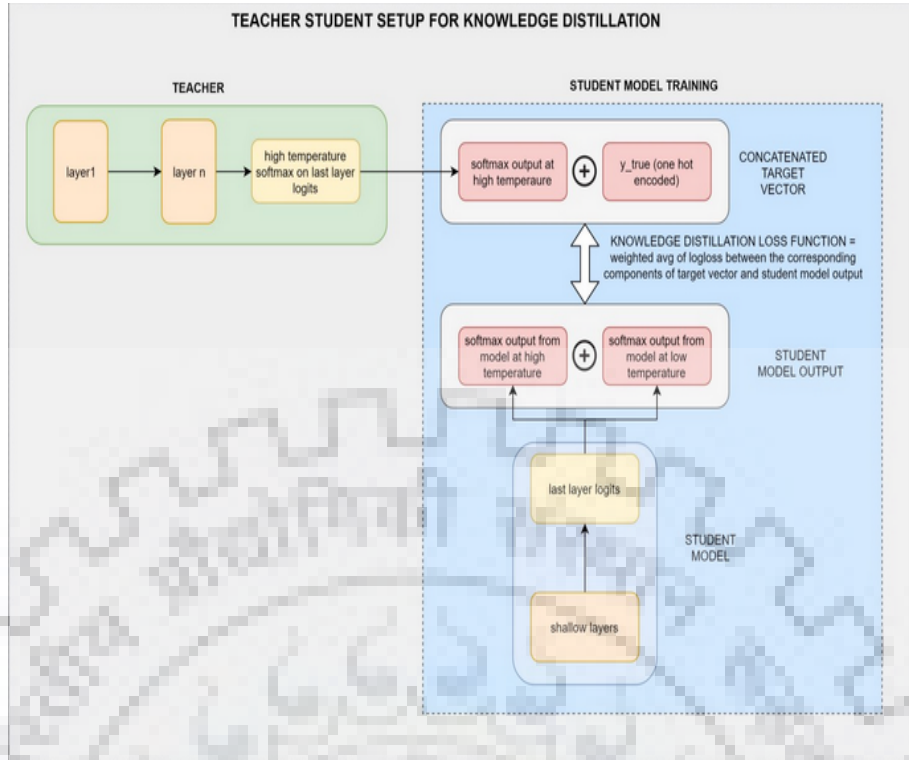 TEACHER STUDENT SETUP FOR KNOWLEDGE DISTILLATION
TEACHER
layer1
layer n
high temperature
softmax on last layer
logits
STUDENT MODEL TRAINING
softmax output at
high temperaure
+
y_true (one hot
encoded)
CONCATENATED
TARGET
VECTOR
KNOWLEDGE DISTILLATION LOSS FUNCTION =
weighted avg of logloss between the corresponding
components of target vector and student model output
softmax output from
model at high
temperature
+
softmax output from
model at low
temperature
STUDENT
MODEL OUTPUT
last layer logits
STUDENT
MODEL
shallow layers